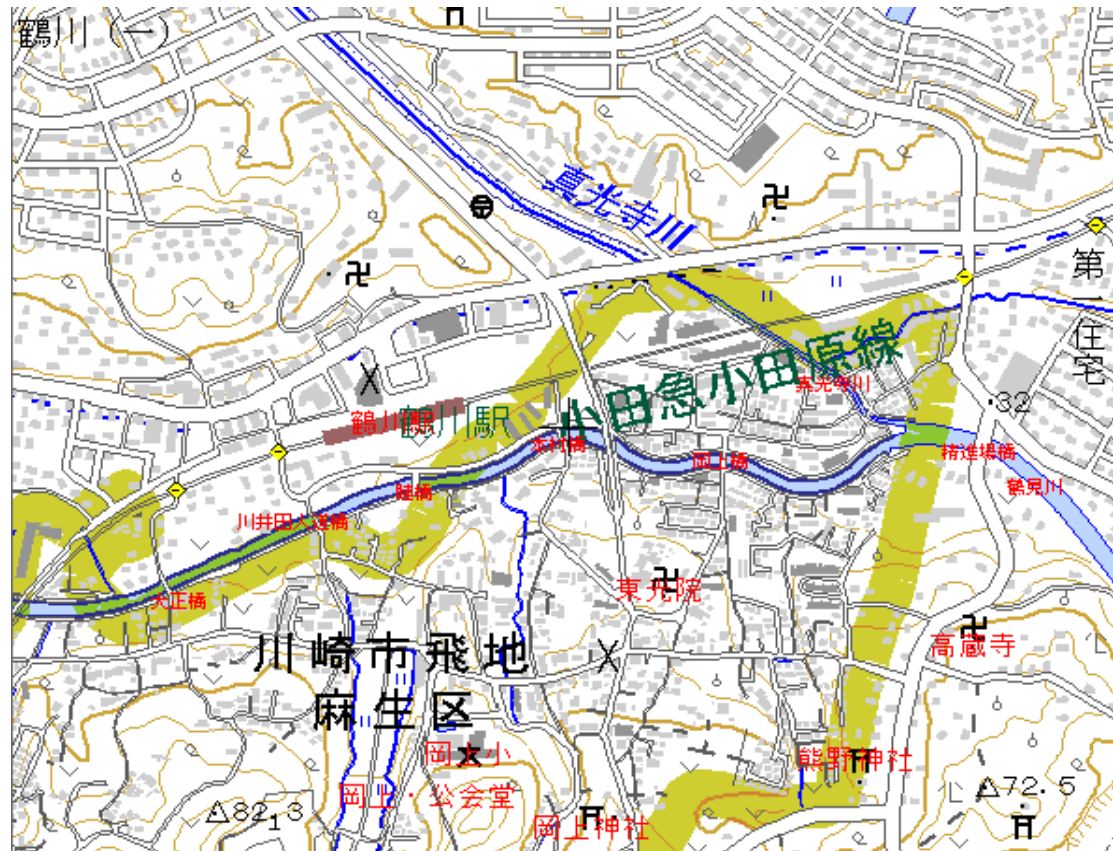 鶴川(一)
真光寺川
第一住宅
小田急小田原線
真光寺川
・32
鶴川駅
鶴川駅
本村橋
岡上橋
精進場橋
睦橋
鶴見川
川井田人道橋
大正橋
東光院
川崎市飛地
麻生区
高蔵寺
岡上小
熊野神社
岡上・公会堂
△72.5
△82.3
岡上神社